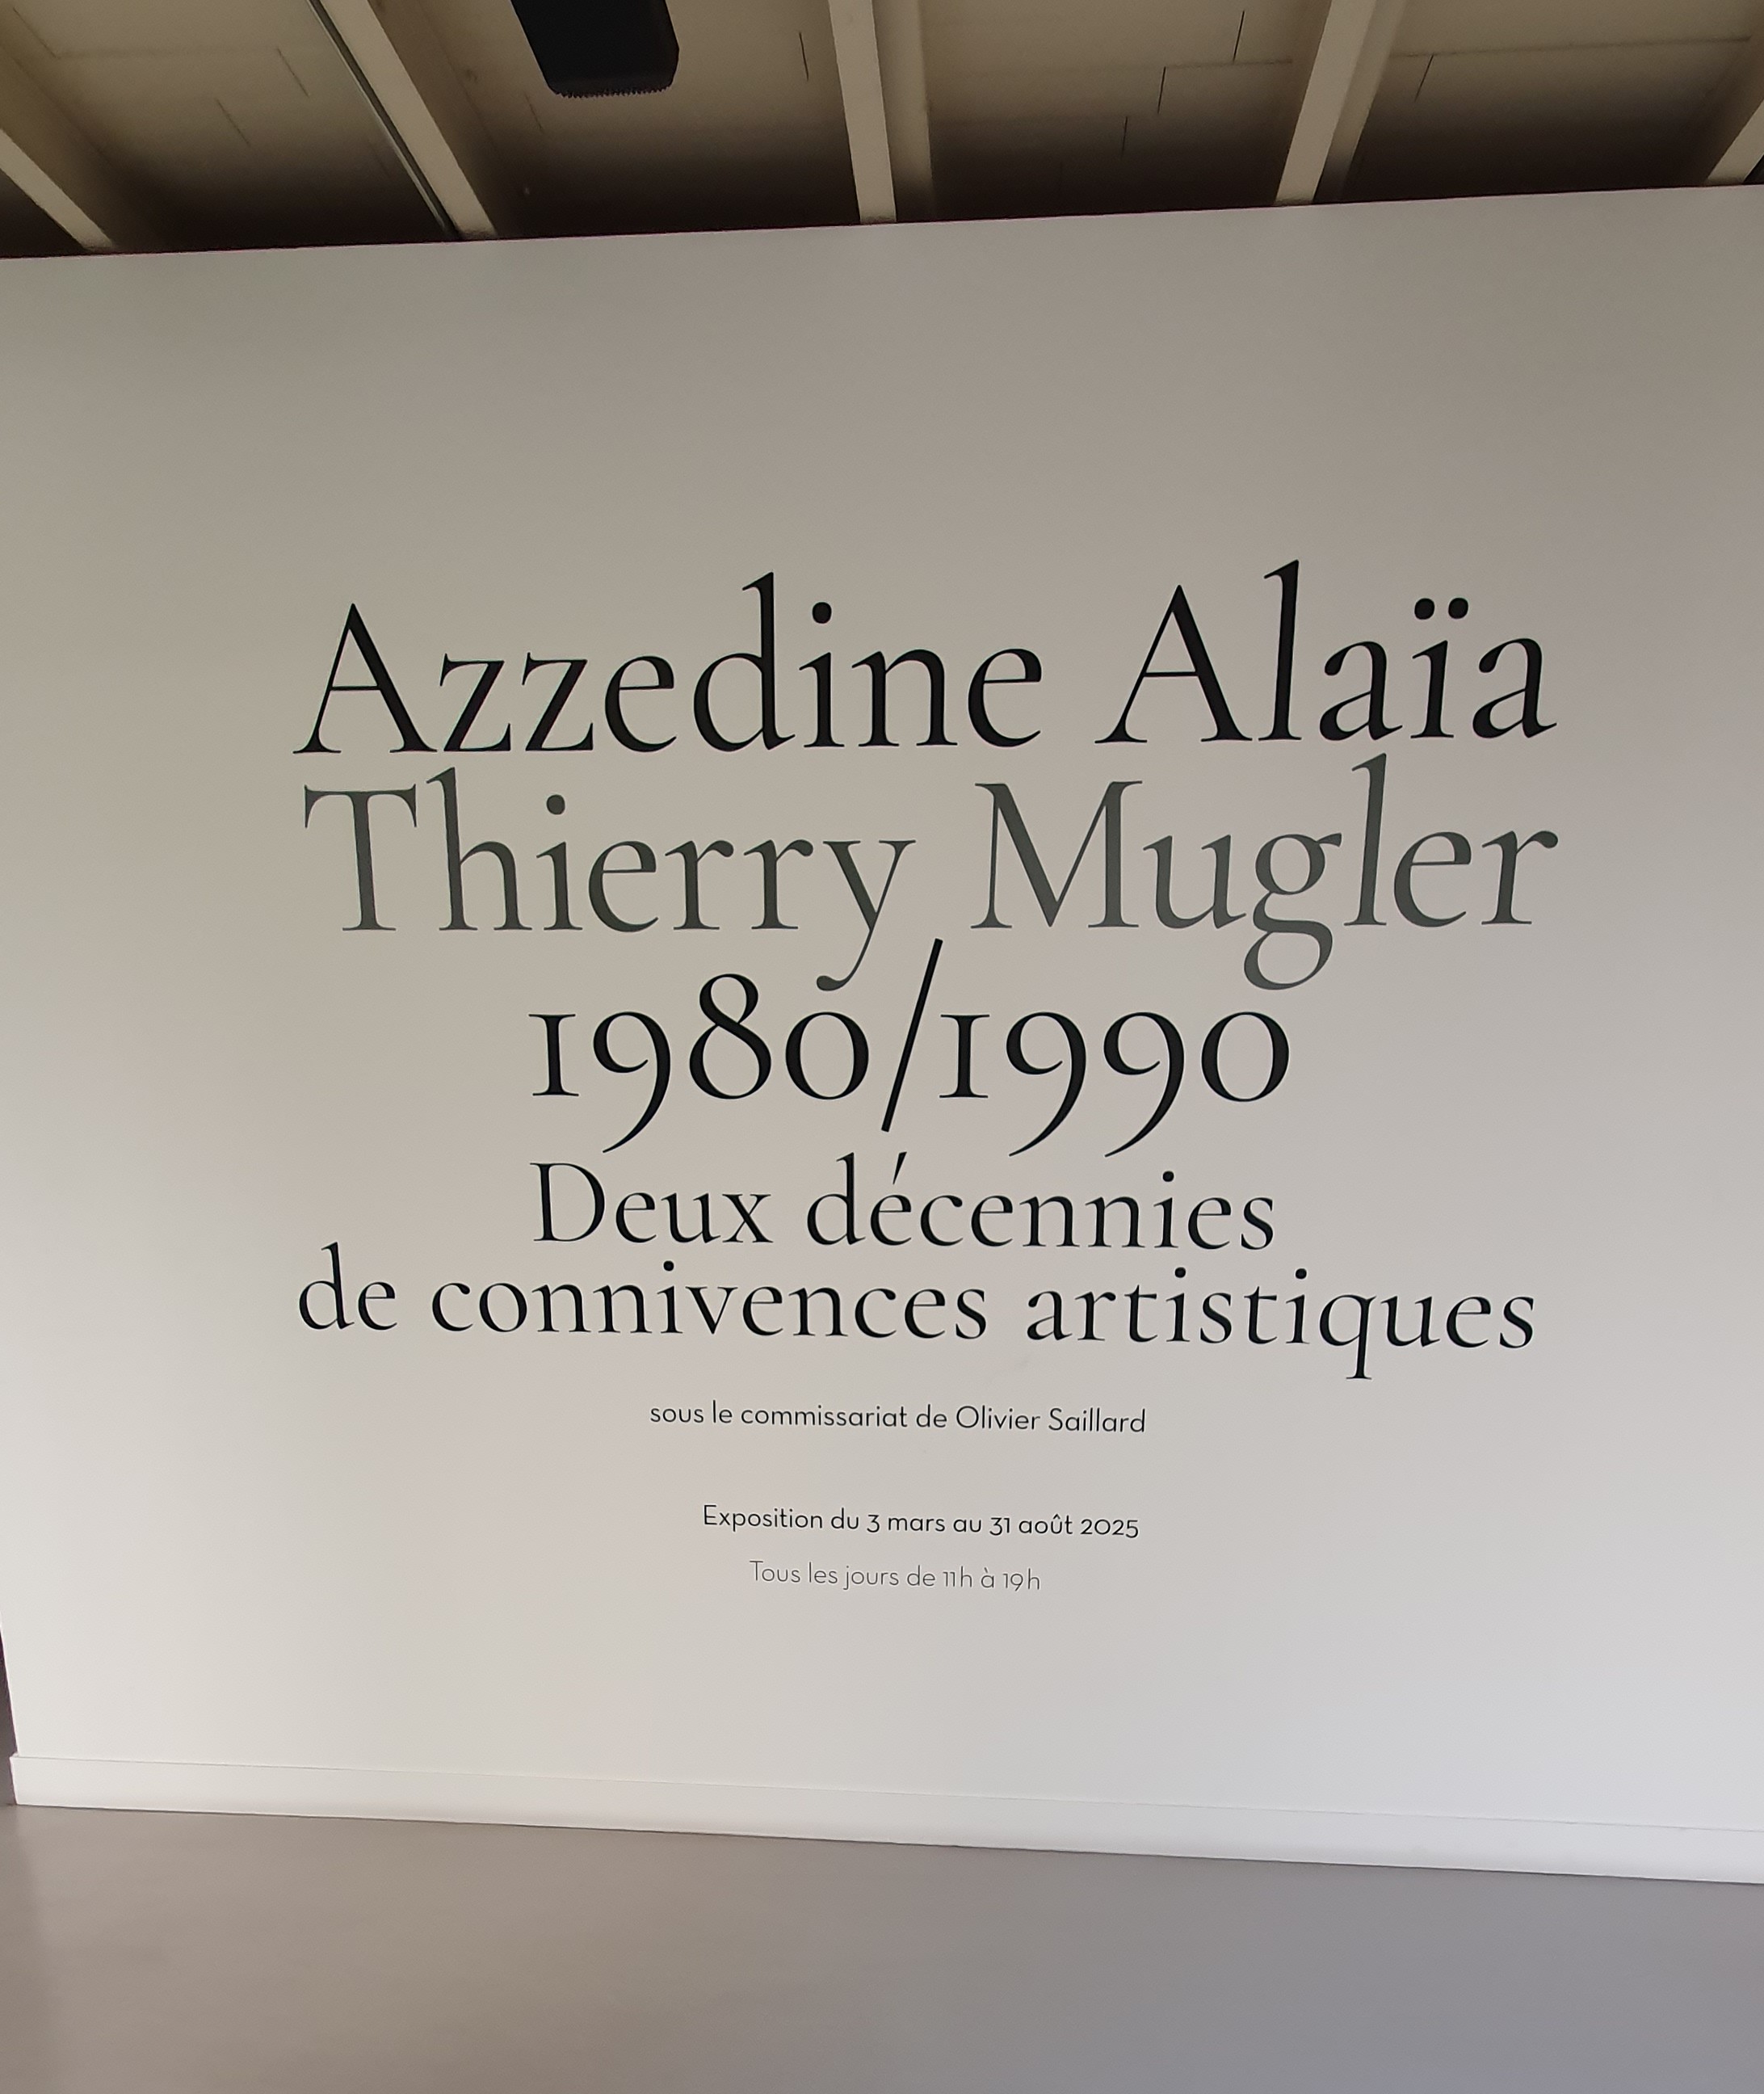 Azzedine Alaïa
Thierry Mugler
1980/1990
Deux décennies
de connivences artistiques
sous le commissariat de Olivier Saillard
Exposition du 3 mars au 31 août 2025
Tous les jours de 11h à 19h